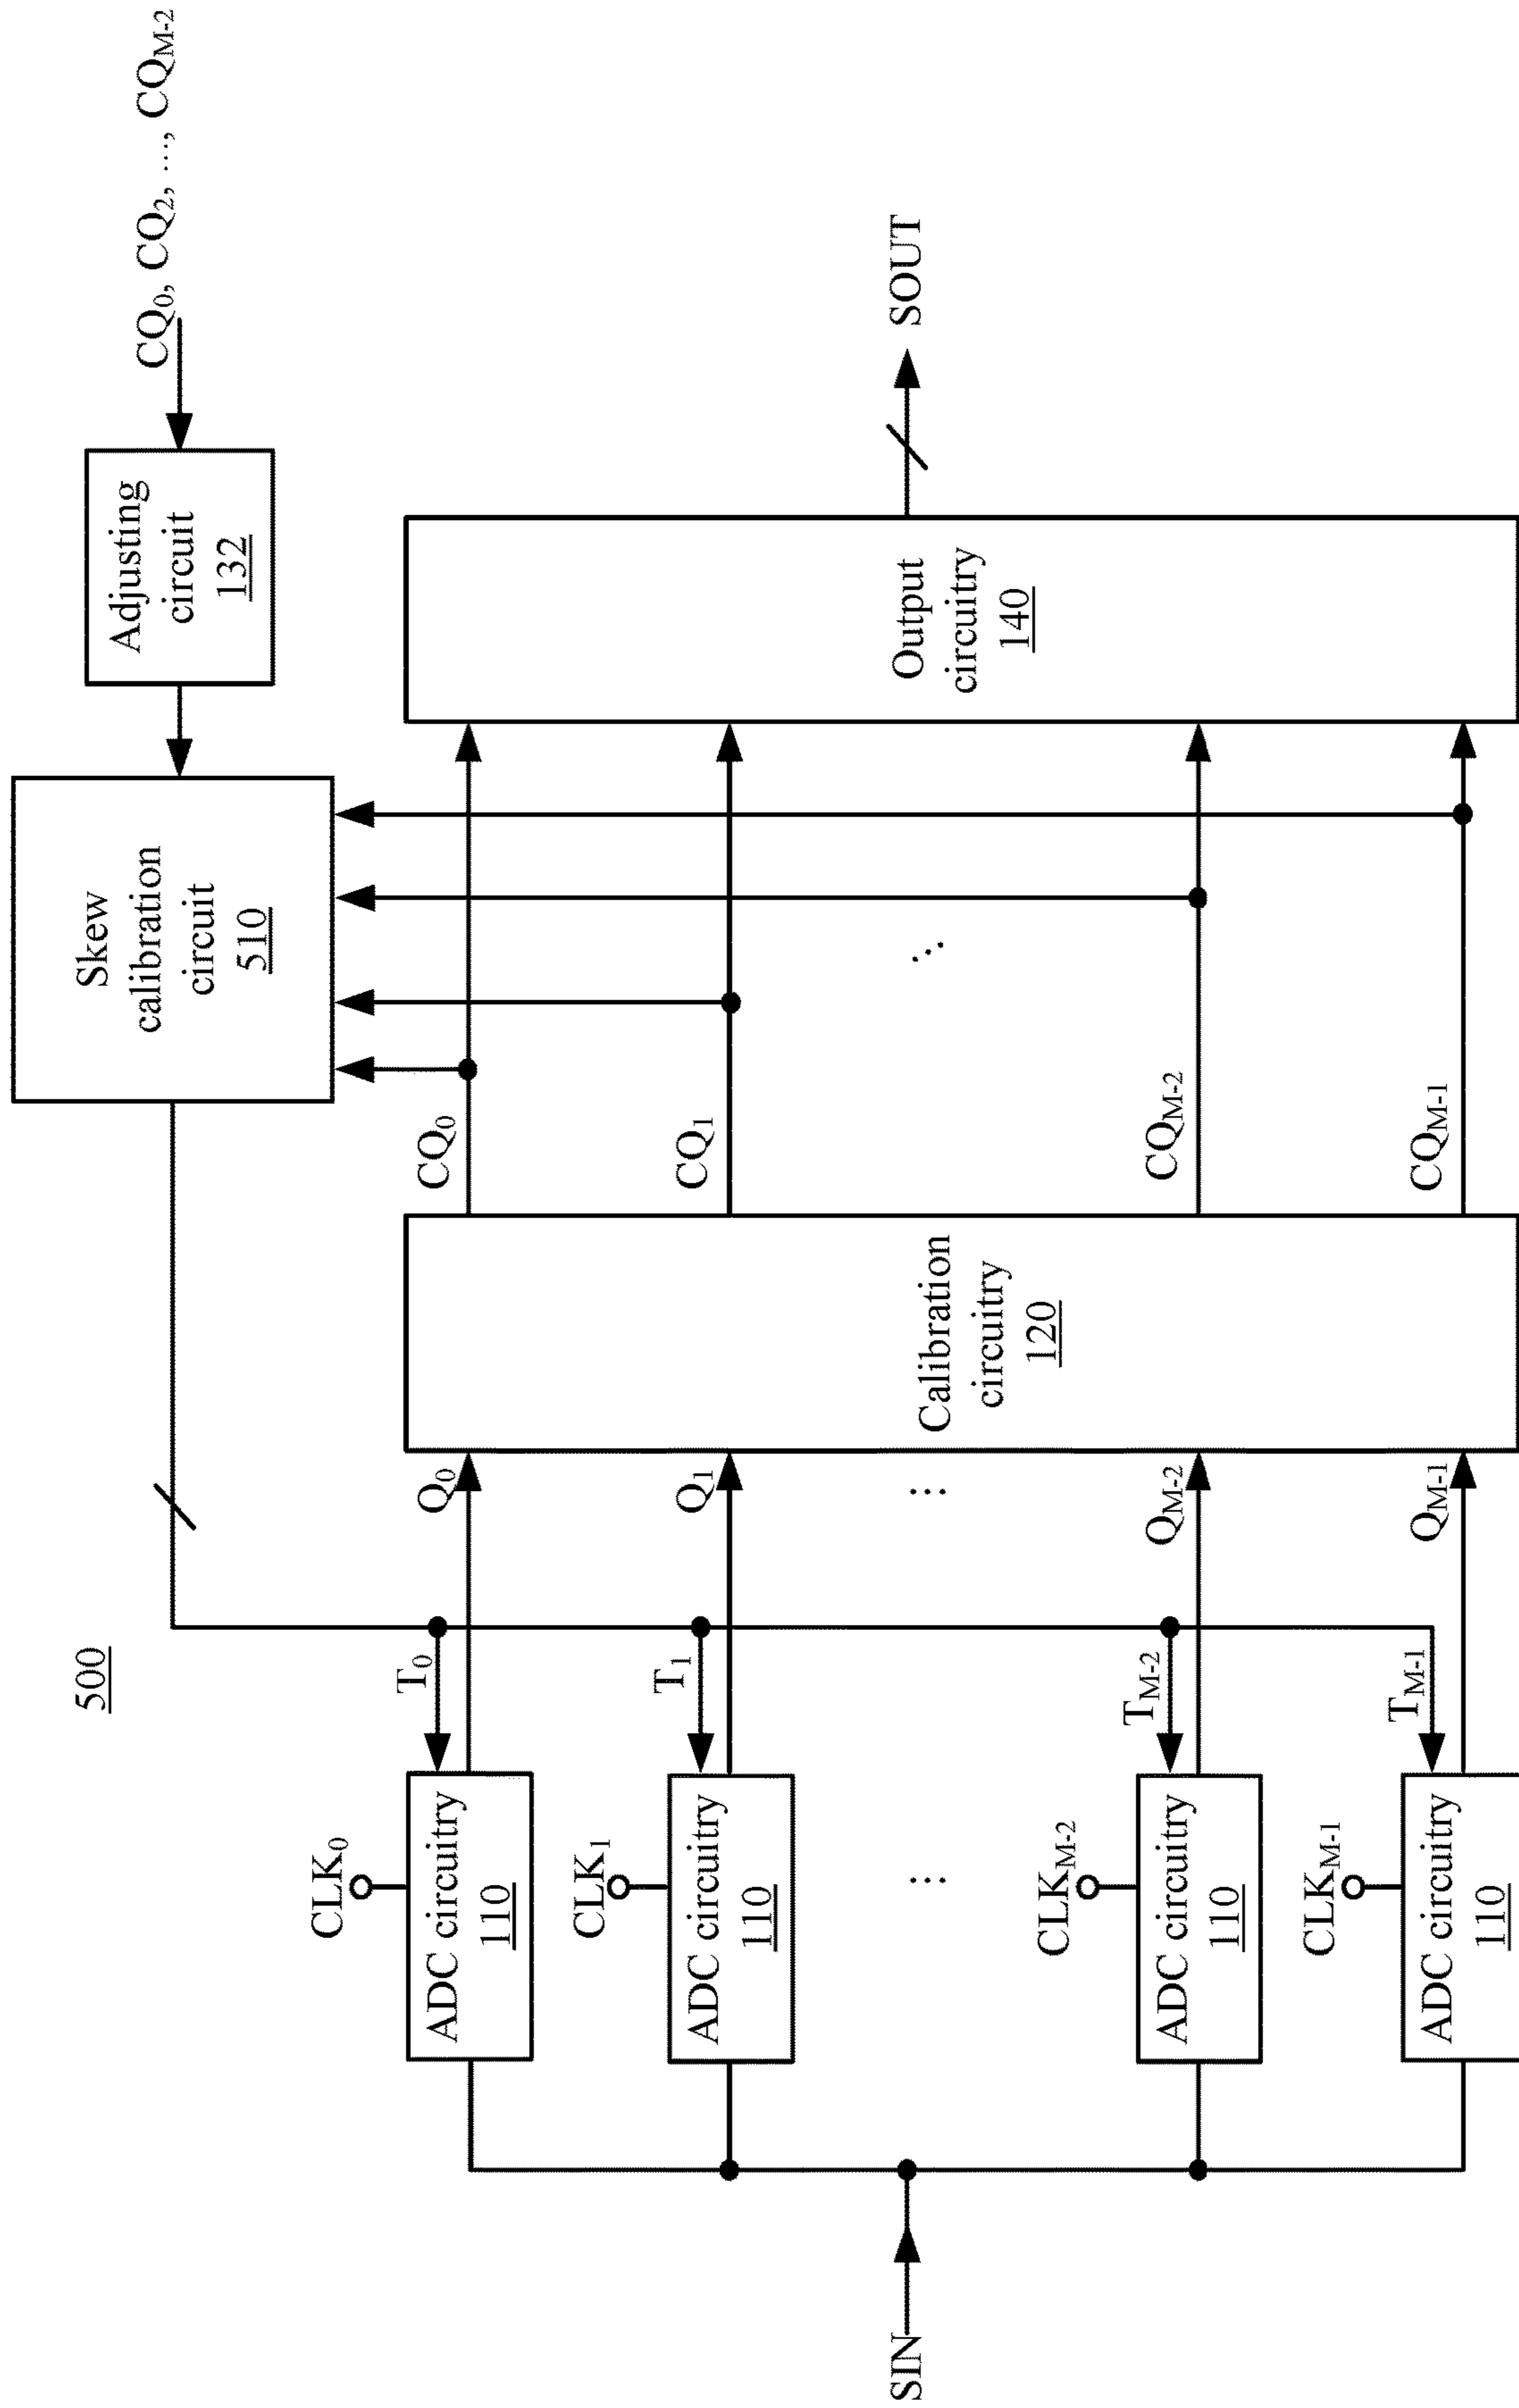 500
CQ₀, CQ₂, ..., CQM-2
Adjusting
circuit
132
Skew
calibration
circuit
510
CLK₀
ADC circuitry
110
T₀
Q₀
CQ₀
CLK₁
ADC circuitry
110
T₁
Q₁
CQ₁
SIN
⋮
⋮
Calibration
circuitry
120
⋱
Output
circuitry
140
SOUT
CLKM-2
ADC circuitry
110
TM-2
QM-2
CQM-2
CLKM-1
ADC circuitry
110
TM-1
QM-1
CQM-1